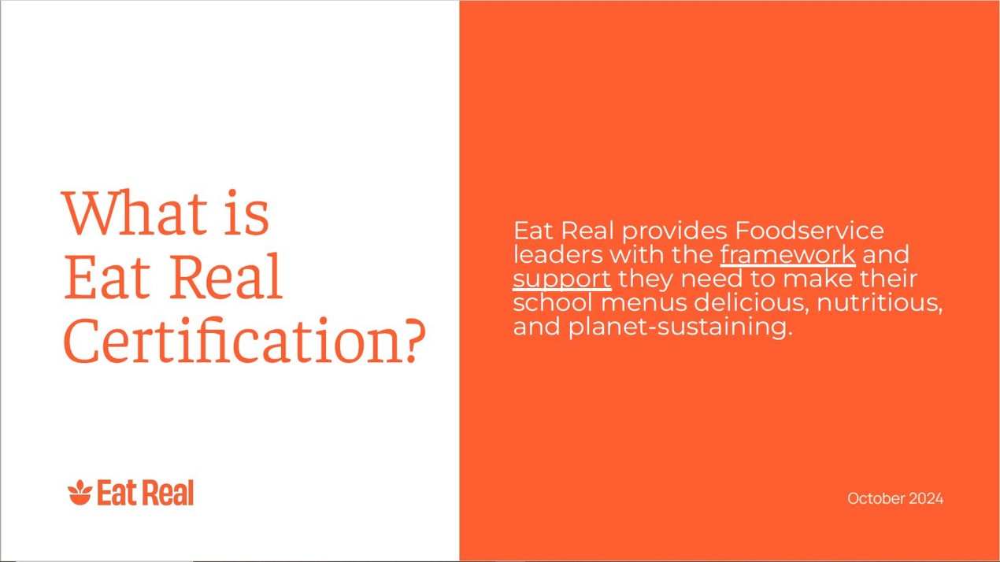 What is
Eat Real
Certification?
Eat Real provides Foodservice
leaders with the framework and
support they need to make their
school menus delicious, nutritious,
and planet-sustaining.
Eat Real
October 2024